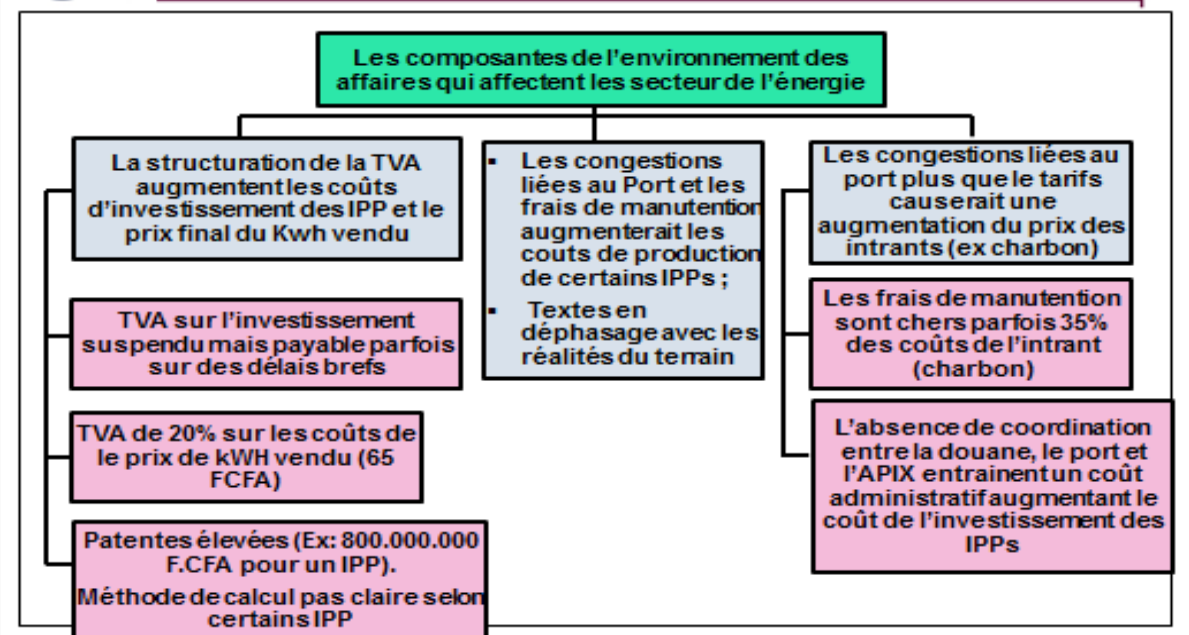 Les composantes de l'environnement des
affaires qui affectent les secteur de l'énergie
La structuration de la TVA
augmentent les coûts
d'investissement des IPP et le
prix final du Kwh vendu
TVA sur l'investissement
suspendu mais payable parfois
sur des délais brefs
TVA de 20% sur les coûts de
le prix de kWH vendu (65
FCFA)
Patentes élevées (Ex: 800.000.000
F.CFA pour un IPP).
Méthode de calcul pas claire selon
certains IPP
▪ Les congestions
liées au Port et les
frais de manutention
augmenterait les
couts de production
de certains IPPs ;
▪ Textes en
déphasage avec les
réalités du terrain
Les congestions liées au
port plus que le tarifs
causerait une
augmentation du prix des
intrants (ex charbon)
Les frais de manutention
sont chers parfois 35%
des coûts de l'intrant
(charbon)
L'absence de coordination
entre la douane, le port et
l'APIX entrainent un coût
administratif augmentant le
coût de l'investissement des
IPPs